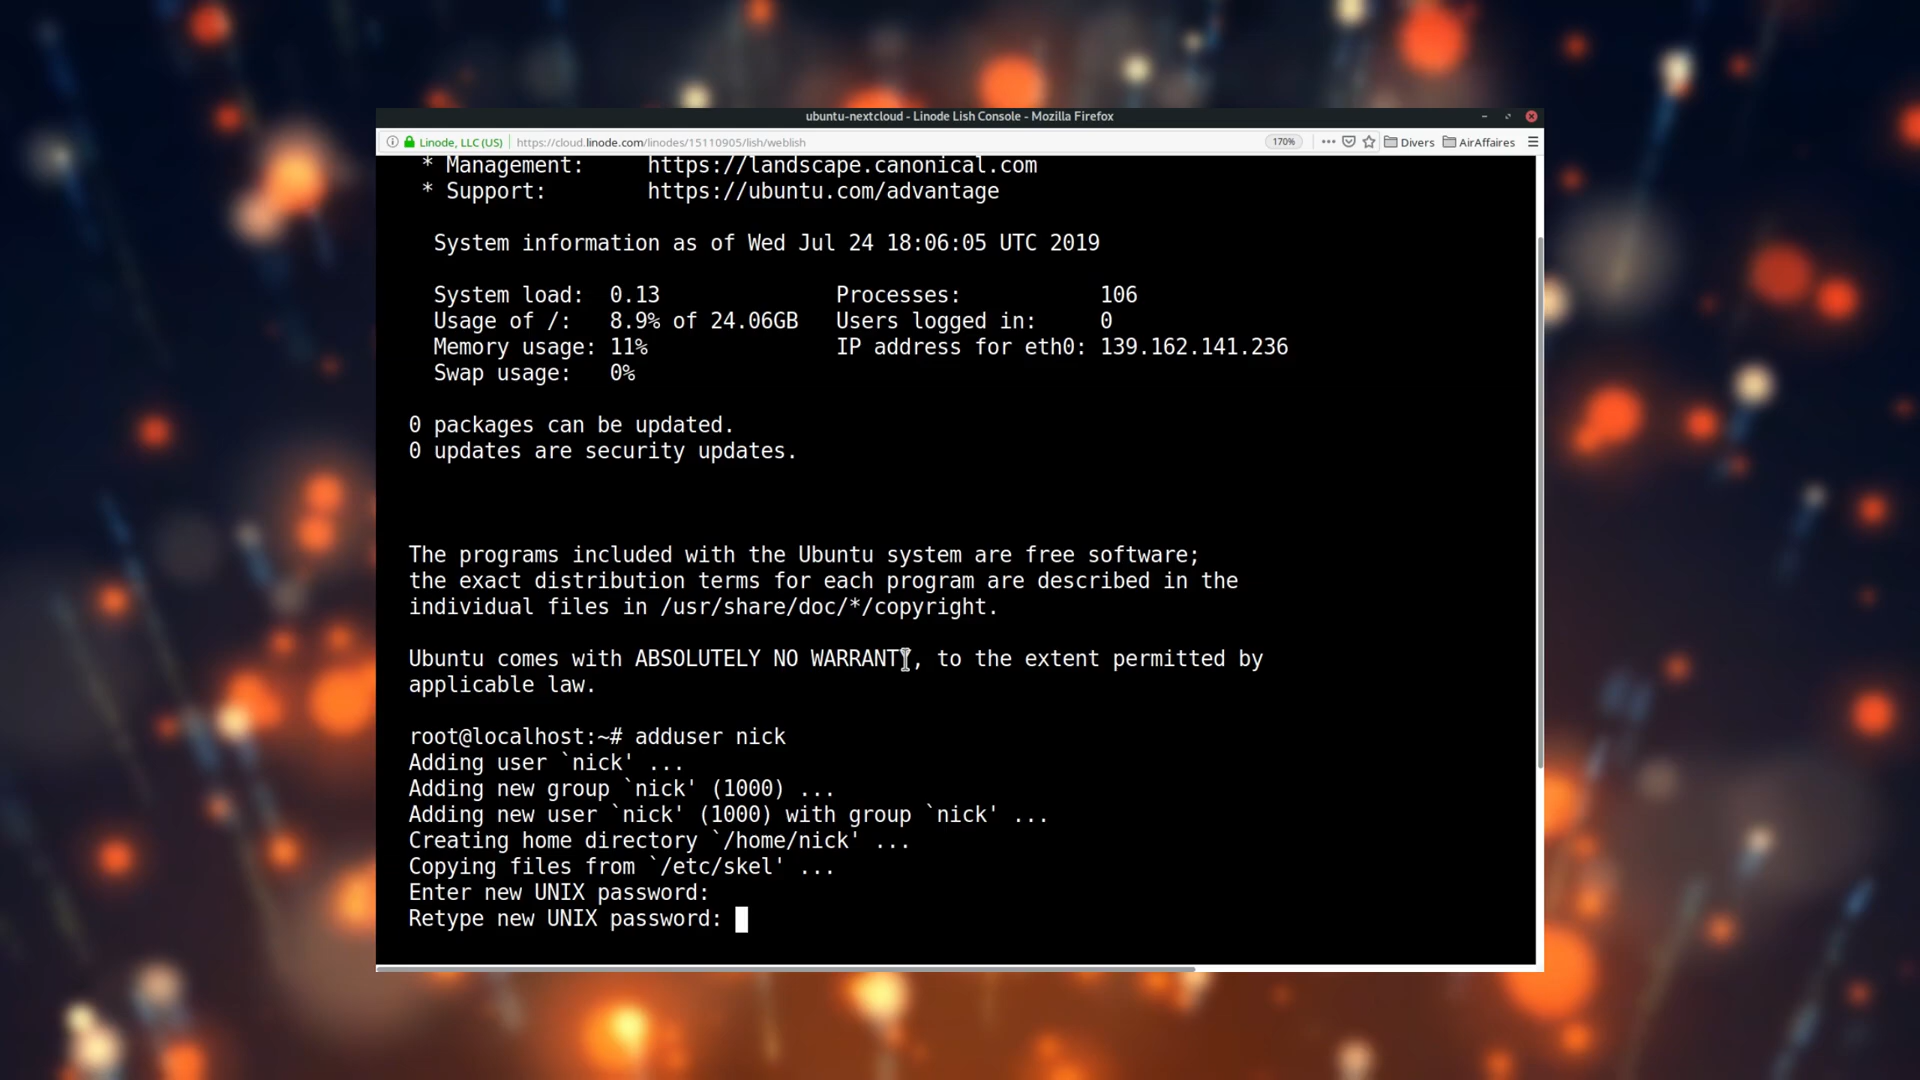 ubuntu-nextcloud - Linode Lish Console - Mozilla Firefox
Linode, LLC (US) https://cloud.linode.com/linodes/15110905/lish/weblish 170% Divers AirAffaires
* Management: https://landscape.canonical.com
* Support: https://ubuntu.com/advantage
System information as of Wed Jul 24 18:06:05 UTC 2019
System load: 0.13 Processes: 106
Usage of /: 8.9% of 24.06GB Users logged in: 0
Memory usage: 11% IP address for eth0: 139.162.141.236
Swap usage: 0%
0 packages can be updated.
0 updates are security updates.
The programs included with the Ubuntu system are free software;
the exact distribution terms for each program are described in the
individual files in /usr/share/doc/*/copyright.
Ubuntu comes with ABSOLUTELY NO WARRANTY, to the extent permitted by
applicable law.
root@localhost:~# adduser nick
Adding user `nick' ...
Adding new group `nick' (1000) ...
Adding new user `nick' (1000) with group `nick' ...
Creating home directory `/home/nick' ...
Copying files from `/etc/skel' ...
Enter new UNIX password:
Retype new UNIX password: